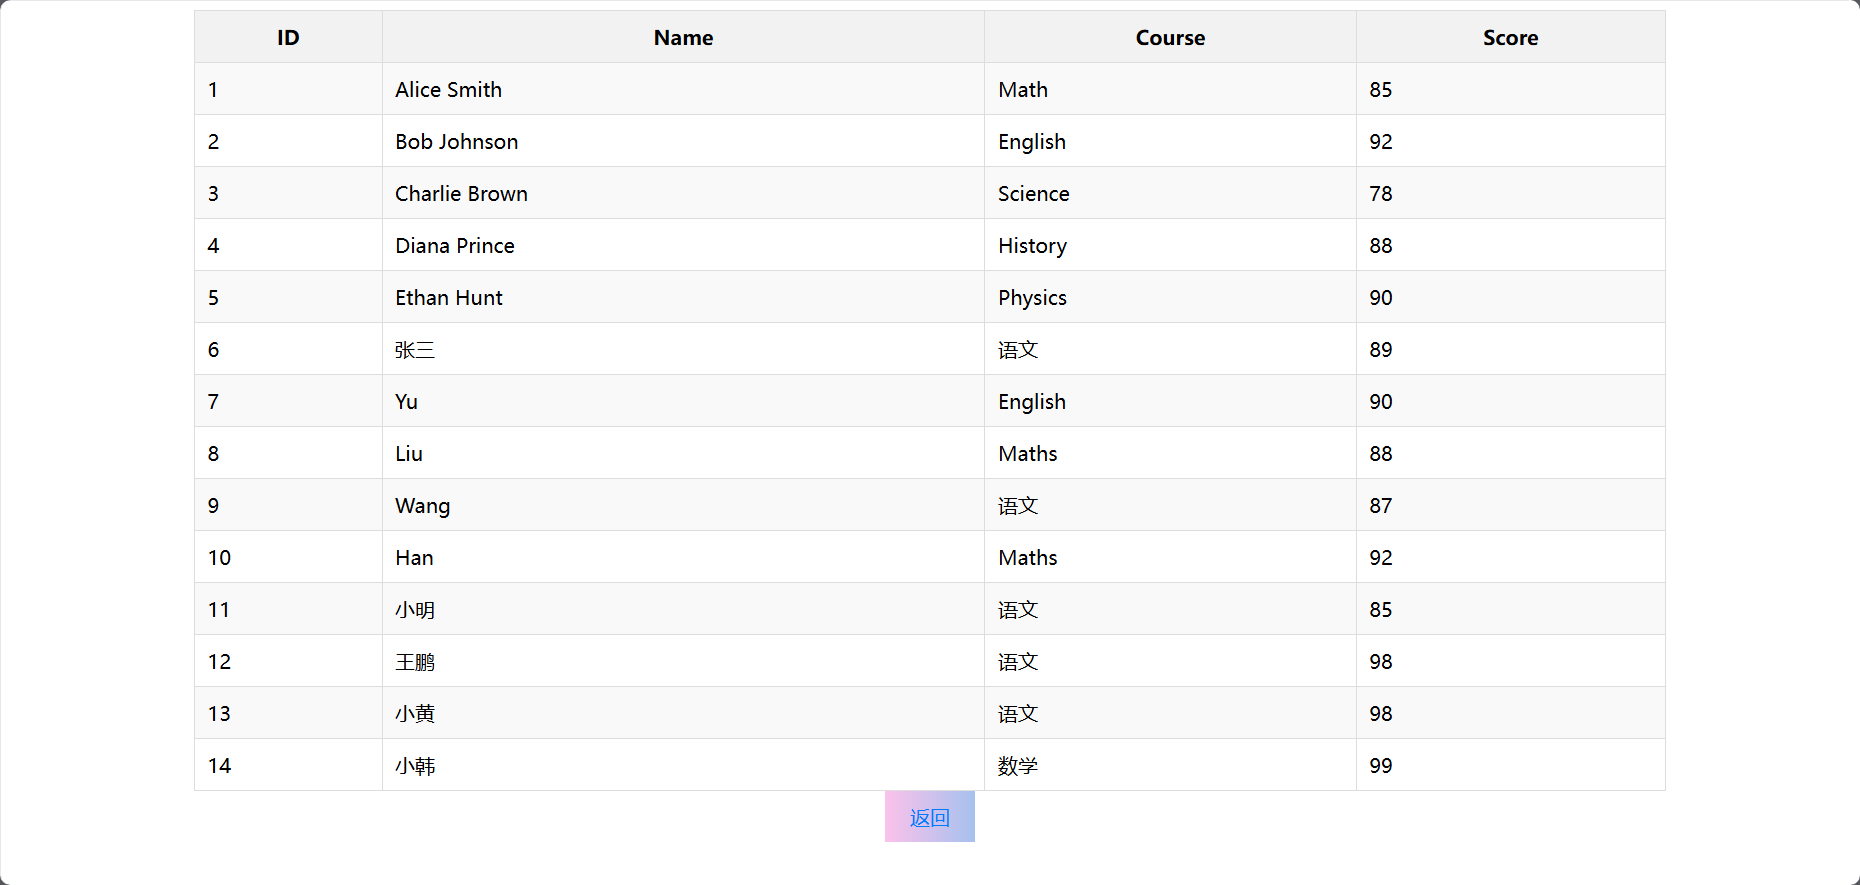 ID Name Course Score
1 Alice Smith Math 85
2 Bob Johnson English 92
3 Charlie Brown Science 78
4 Diana Prince History 88
5 Ethan Hunt Physics 90
6 张三 语文 89
7 Yu English 90
8 Liu Maths 88
9 Wang 语文 87
10 Han Maths 92
11 小明 语文 85
12 王鹏 语文 98
13 小黄 语文 98
14 小韩 数学 99
返回